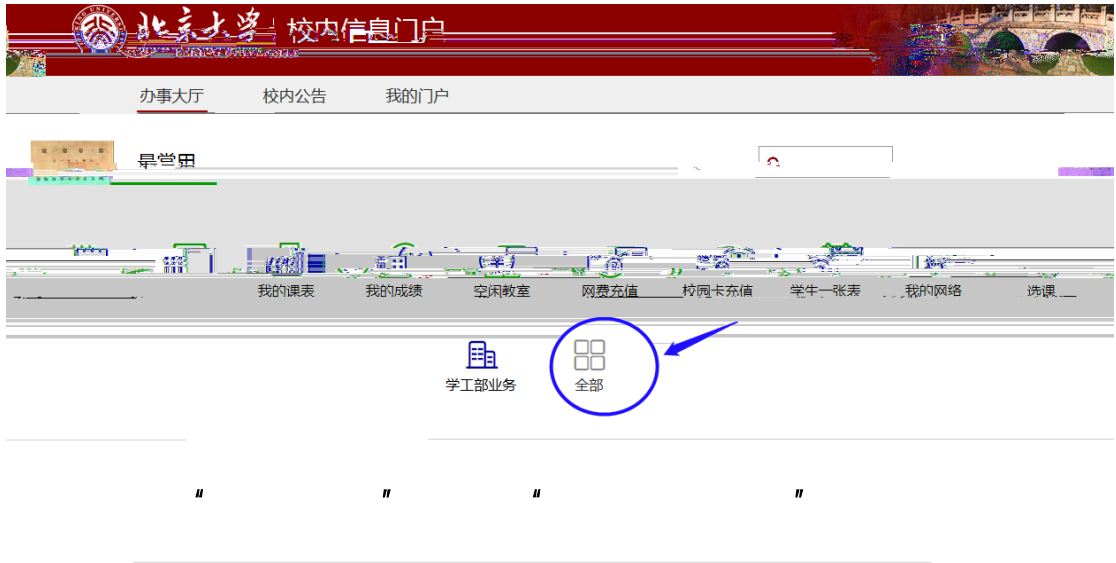 北京大学 校内信息门户
办事大厅 校内公告 我的门户
最常用
我的课表 我的成绩 空闲教室 网费充值 校园卡充值 学生一张表 我的网络 选课
学工部业务 全部
“ ” “ ”